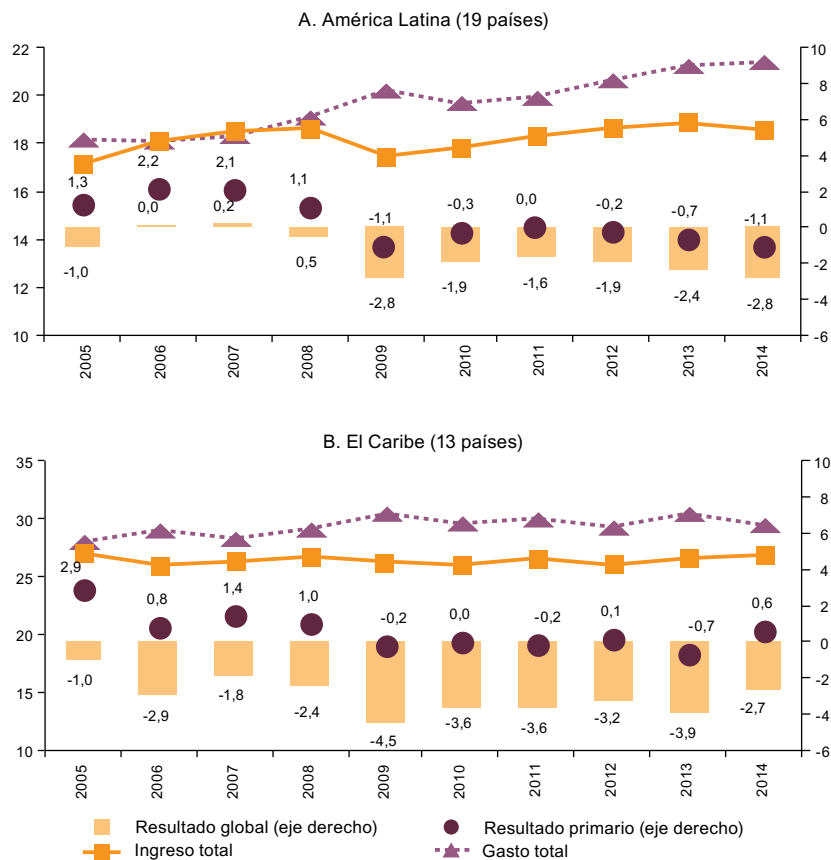 A. América Latina (19 países)
22 10
20 8
18 6
16 4
14 2
12 0
10 -2
-4
-6
1,3 2,2 2,1 1,1 -1,1 -0,3 0,0 -0,2 -0,7 -1,1
-1,0 0,0 0,2 0,5 -2,8 -1,9 -1,6 -1,9 -2,4 -2,8
2005 2006 2007 2008 2009 2010 2011 2012 2013 2014
B. El Caribe (13 países)
35 10
30 8
25 6
20 4
15 2
10 0
-2
-4
-6
2,9 0,8 1,4 1,0 -0,2 0,0 -0,2 0,1 -0,7 0,6
-1,0 -2,9 -1,8 -2,4 -4,5 -3,6 -3,6 -3,2 -3,9 -2,7
2005 2006 2007 2008 2009 2010 2011 2012 2013 2014
Resultado global (eje derecho) Resultado primario (eje derecho)
Ingreso total Gasto total